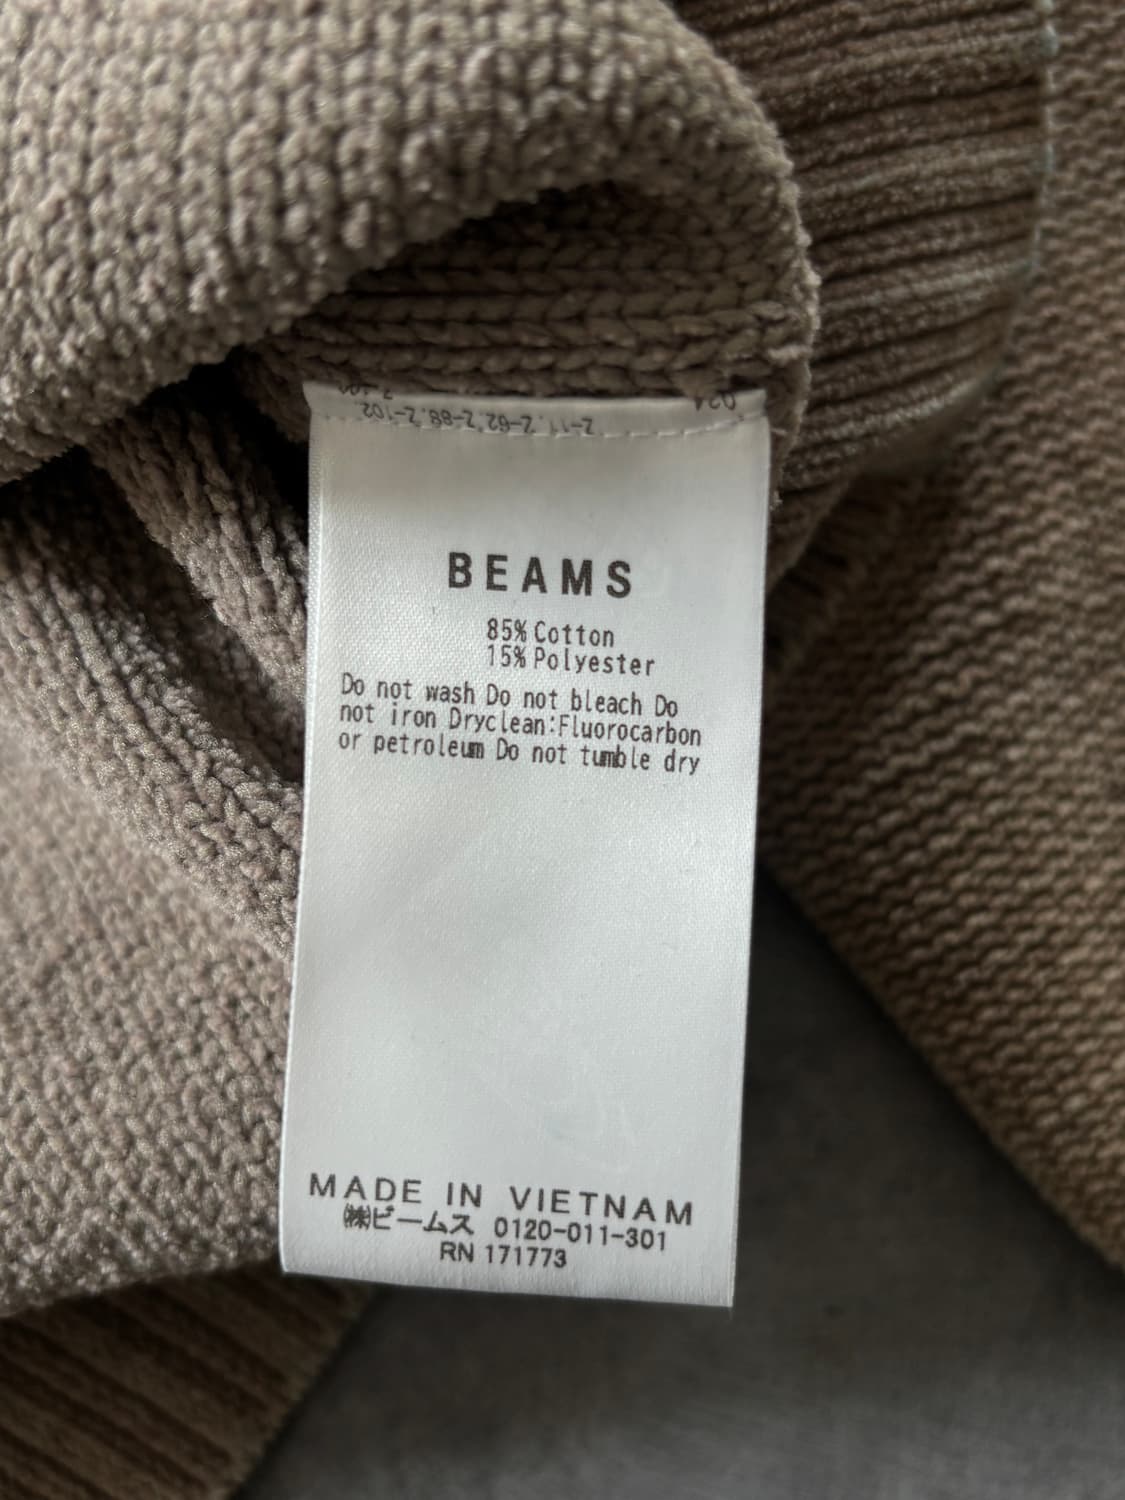 BEAMS
85% Cotton
15% Polyester
Do not wash Do not bleach Do
not iron Dryclean:Fluorocarbon
or petroleum Do not tumble dry
MADE IN VIETNAM
㈱ビームス 0120-011-301
RN 171773